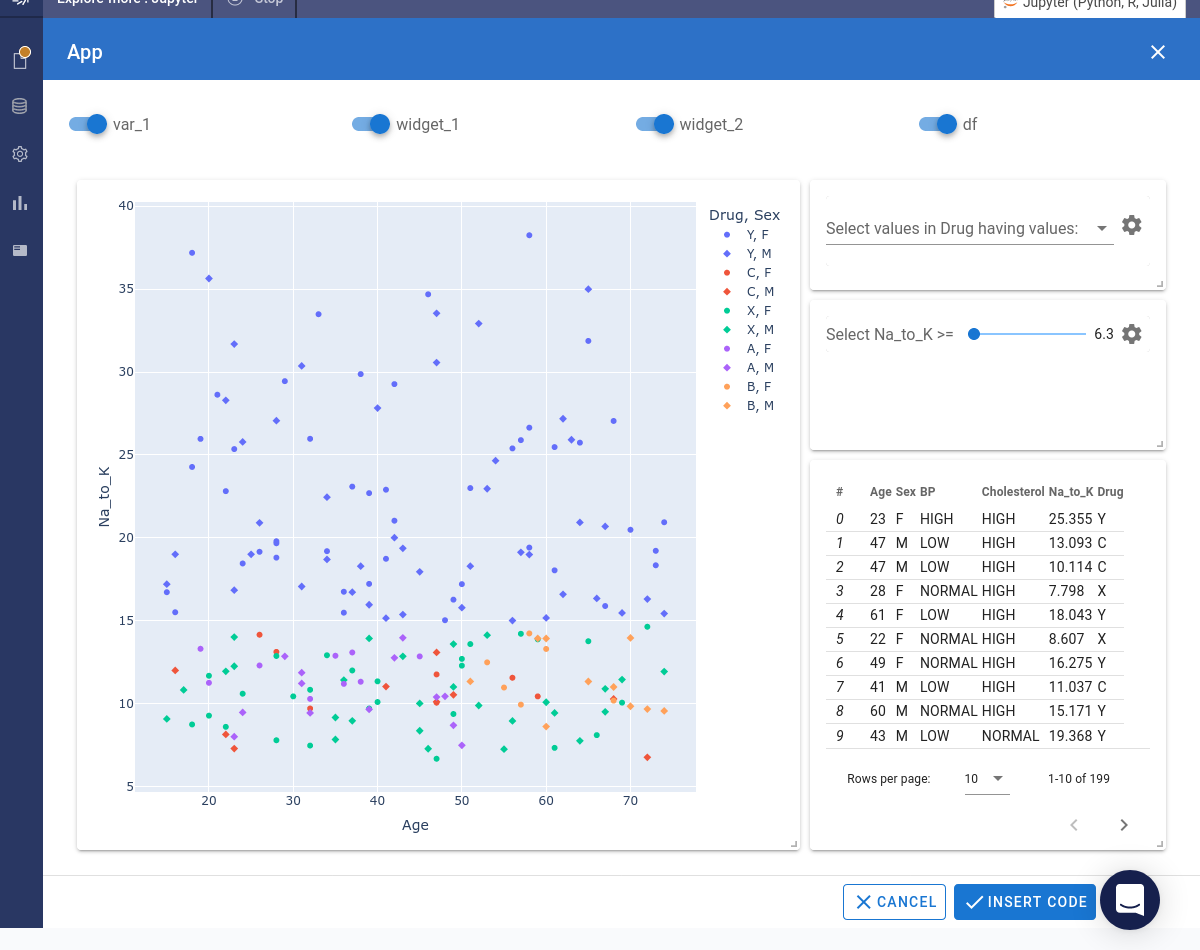 Explore more : Jupyter
Stop
Jupyter (Python, R, Julia)
App
var_1
widget_1
widget_2
df
40
35
30
25
20
15
10
5
Na_to_K
20 30 40 50 60 70
Age
Drug, Sex
Y, F
Y, M
C, F
C, M
X, F
X, M
A, F
A, M
B, F
B, M
Select values in Drug having values:
Select Na_to_K >= 6.3
# Age Sex BP Cholesterol Na_to_K Drug
0 23 F HIGH HIGH 25.355 Y
1 47 M LOW HIGH 13.093 C
2 47 M LOW HIGH 10.114 C
3 28 F NORMAL HIGH 7.798 X
4 61 F LOW HIGH 18.043 Y
5 22 F NORMAL HIGH 8.607 X
6 49 F NORMAL HIGH 16.275 Y
7 41 M LOW HIGH 11.037 C
8 60 M NORMAL HIGH 15.171 Y
9 43 M LOW NORMAL 19.368 Y
Rows per page: 10 1-10 of 199
CANCEL
INSERT CODE